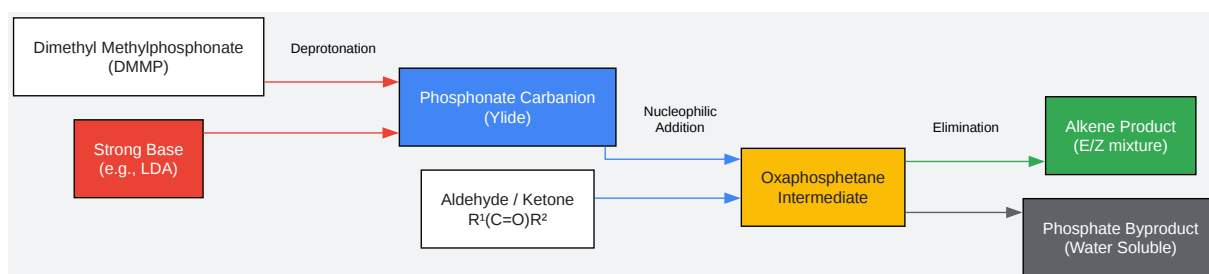 Dimethyl Methylphosphonate
(DMMP)
Deprotonation
Strong Base
(e.g., LDA)
Phosphonate Carbanion
(Ylide)
Nucleophilic
Addition
Aldehyde / Ketone
R¹(C=O)R²
Oxaphosphetane
Intermediate
Elimination
Alkene Product
(E/Z mixture)
Phosphate Byproduct
(Water Soluble)